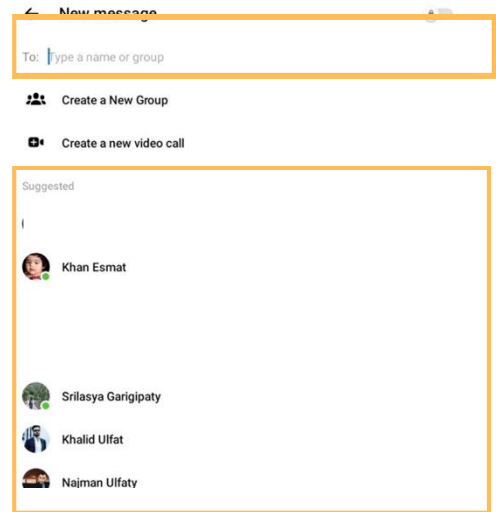 New message
To: Type a name or group
Create a New Group
Create a new video call
Suggested
Khan Esmat
Srilasya Garigipaty
Khalid Ulfat
Najman Ulfaty